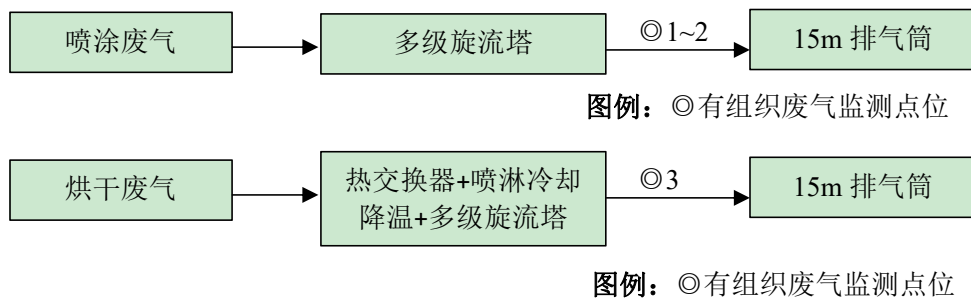 喷涂废气
多级旋流塔
◎1~2
15m 排气筒
图例：◎有组织废气监测点位
烘干废气
热交换器+喷淋冷却
降温+多级旋流塔
◎3
15m 排气筒
图例：◎有组织废气监测点位